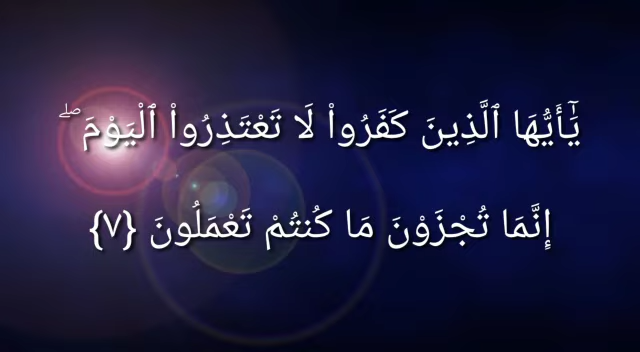 يَٰٓأَيُّهَا ٱلَّذِينَ كَفَرُوا۟ لَا تَعْتَذِرُوا۟ ٱلْيَوْمَ ۖ
إِنَّمَا تُجْزَوْنَ مَا كُنتُمْ تَعْمَلُونَ {٧}